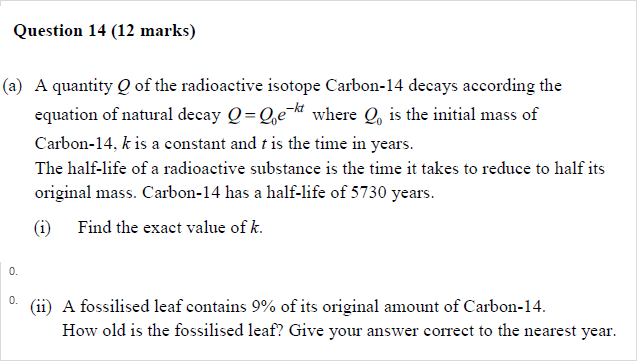 Question 14 (12 marks)
(a) A quantity Q of the radioactive isotope Carbon-14 decays according the
equation of natural decay Q = Q₀e⁻ᵏᵗ where Q₀ is the initial mass of
Carbon-14, k is a constant and t is the time in years.
The half-life of a radioactive substance is the time it takes to reduce to half its
original mass. Carbon-14 has a half-life of 5730 years.
(i) Find the exact value of k.
0.
0.
(ii) A fossilised leaf contains 9% of its original amount of Carbon-14.
How old is the fossilised leaf? Give your answer correct to the nearest year.